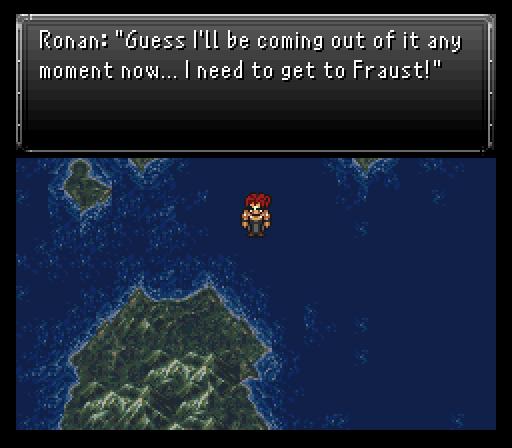 Ronan: "Guess I'll be coming out of it any
moment now... I need to get to Fraust!"